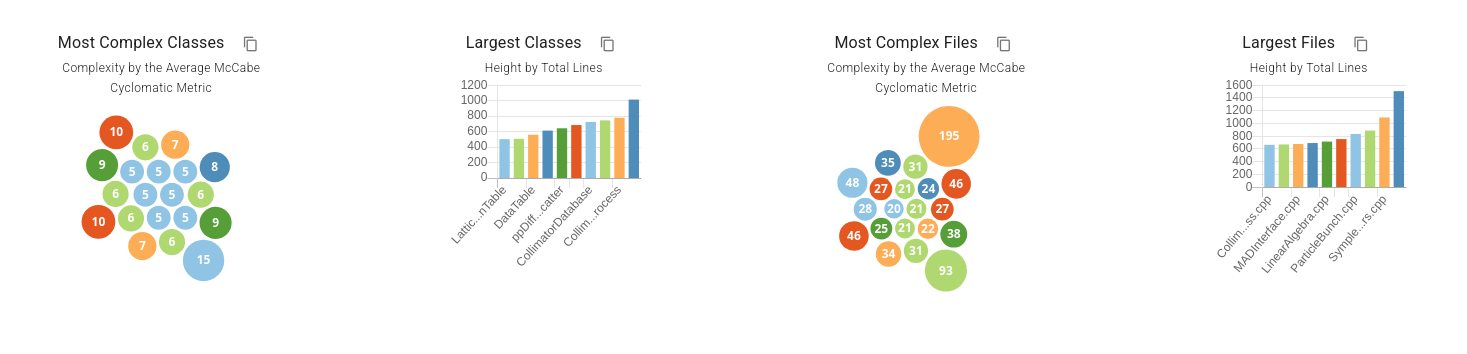 Most Complex Classes
Complexity by the Average McCabe
Cyclomatic Metric
10
6
7
9
5
5
5
8
6
5
5
6
10
6
5
5
9
7
6
15
Largest Classes
Height by Total Lines
1200
1000
800
600
400
200
0
Lattic...nTable
DataTable
ppDiff...catter
CollimatorDatabase
Collim...rocess
Most Complex Files
Complexity by the Average McCabe
Cyclomatic Metric
195
35
31
48
27
21
24
46
28
20
21
27
46
25
21
22
38
34
31
93
Largest Files
Height by Total Lines
1600
1400
1200
1000
800
600
400
200
0
Collim...ss.cpp
MADInterface.cpp
LinearAlgebra.cpp
ParticleBunch.cpp
Symple...rs.cpp